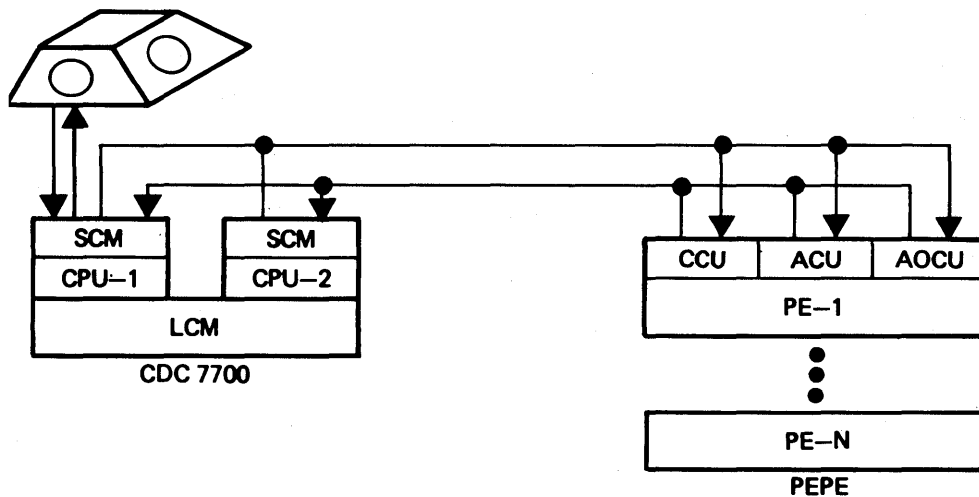 SCM
CPU-1
SCM
CPU-2
LCM
CDC 7700
CCU
ACU
AOCU
PE-1
PE-N
PEPE